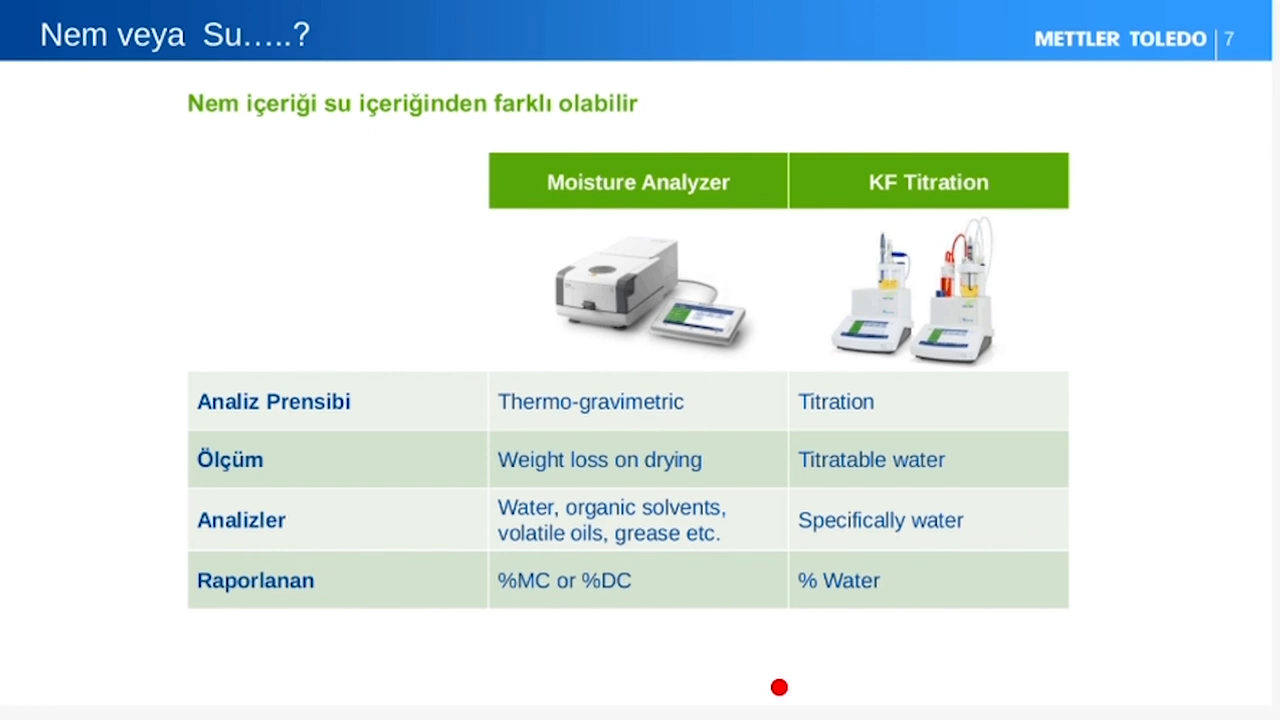 Nem veya  Su.....?
METTLER TOLEDO 7
Nem içeriği su içeriğinden farklı olabilir
Moisture Analyzer
KF Titration
Analiz Prensibi
Thermo-gravimetric
Titration
Ölçüm
Weight loss on drying
Titratable water
Analizler
Water, organic solvents,
volatile oils, grease etc.
Specifically water
Raporlanan
%MC or %DC
% Water